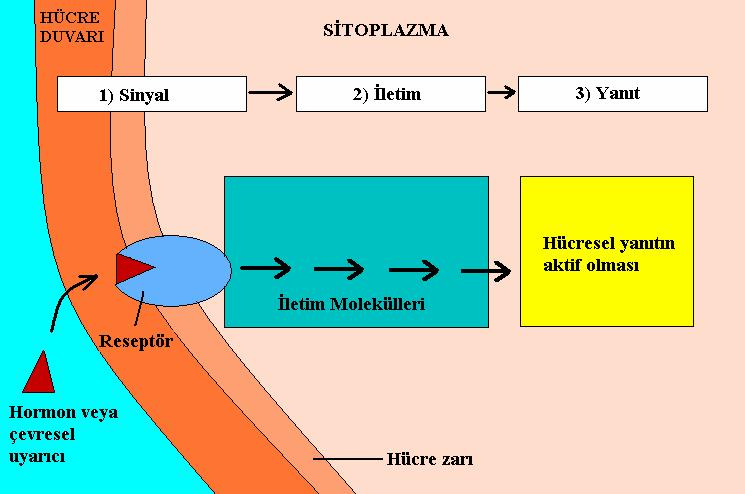 HÜCRE
DUVARI
SİTOPLAZMA
1) Sinyal
2) İletim
3) Yanıt
Hücresel yanıtın
aktif olması
İletim Molekülleri
Reseptör
Hormon veya
çevresel
uyarıcı
Hücre zarı